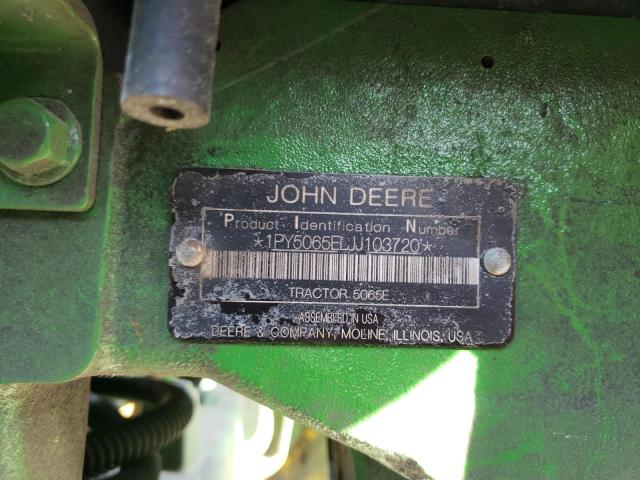 JOHN DEERE
Product Identification Number
*1PY5065ELJJ103720*
TRACTOR 5065E
ASSEMBLED IN USA
DEERE & COMPANY, MOLINE, ILLINOIS, USA